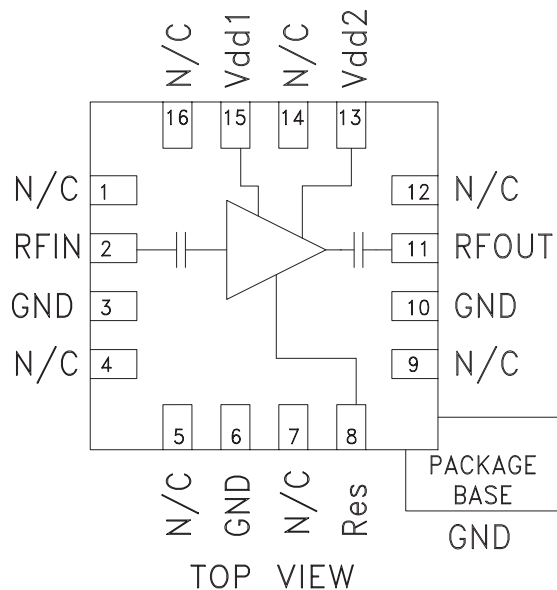 N/C
Vdd1
N/C
Vdd2
16
15
14
13
N/C
1
12
N/C
RFIN
2
11
RFOUT
GND
3
10
GND
N/C
4
9
N/C
5
6
7
8
N/C
GND
N/C
Res
PACKAGE
BASE
GND
TOP VIEW